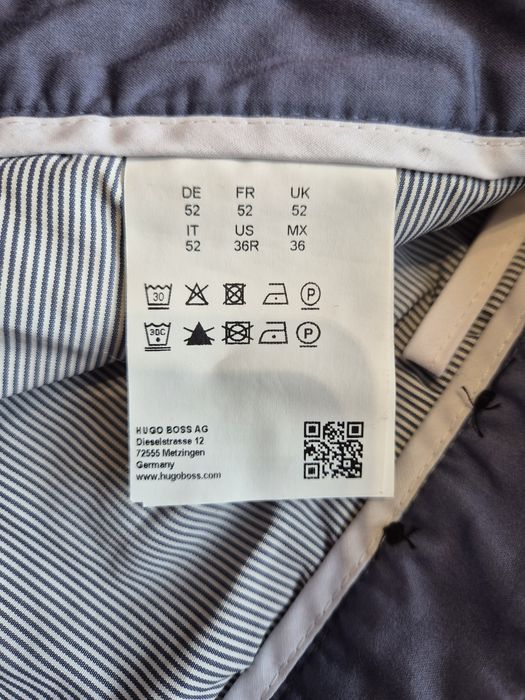 DE FR UK
52 52 52
IT US MX
52 36R 36
30 P
30C P
HUGO BOSS AG
Dieselstrasse 12
72555 Metzingen
Germany
www.hugoboss.com